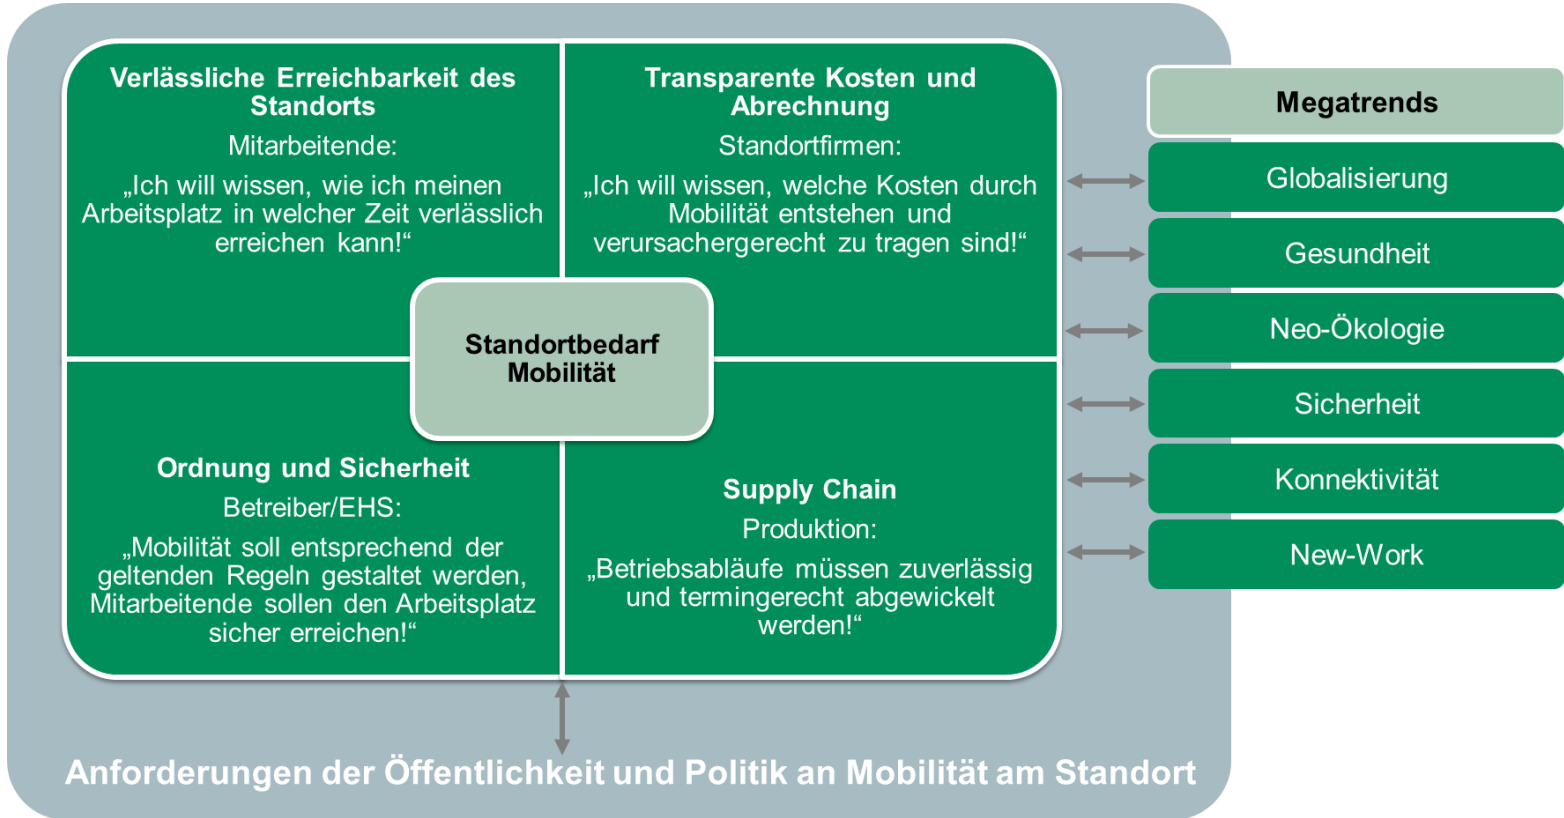 Verlässliche Erreichbarkeit des
Standorts
Mitarbeitende:
„Ich will wissen, wie ich meinen
Arbeitsplatz in welcher Zeit verlässlich
erreichen kann!“
Transparente Kosten und
Abrechnung
Standortfirmen:
„Ich will wissen, welche Kosten durch
Mobilität entstehen und
verursachergerecht zu tragen sind!“
Standortbedarf
Mobilität
Ordnung und Sicherheit
Betreiber/EHS:
„Mobilität soll entsprechend der
geltenden Regeln gestaltet werden,
Mitarbeitende sollen den Arbeitsplatz
sicher erreichen!“
Supply Chain
Produktion:
„Betriebsabläufe müssen zuverlässig
und termingerecht abgewickelt
werden!“
Anforderungen der Öffentlichkeit und Politik an Mobilität am Standort
Megatrends
Globalisierung
Gesundheit
Neo-Ökologie
Sicherheit
Konnektivität
New-Work